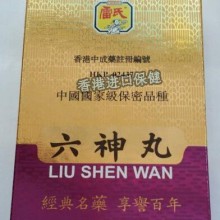 雷氏
香港中成藥註冊編號
香港进口保健
中國國家級保密品種
六神丸
LIU SHEN WAN
經典名藥 享譽百年